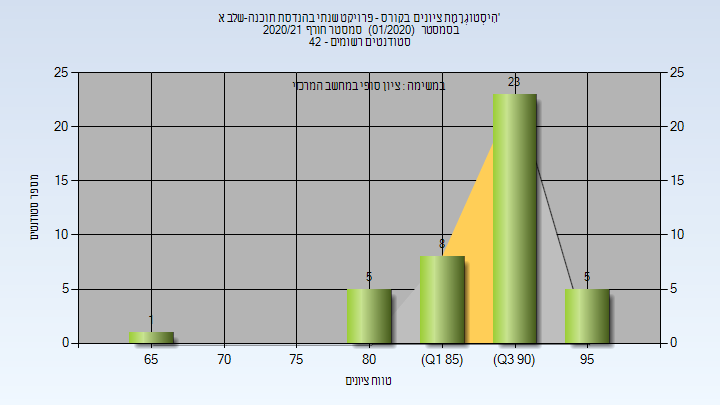 הִיסְטוֹגְרָמַת ציונים בקורס - פרויקט שנתי בהנדסת תוכנה-שלב א'
בסמסטר (01/2020) סמסטר חורף 2020/21
סטודנטים רשומים - 42
במשימה : ציון סופי במחשב המרכזי
מספר סטודנטים
25 25
20 20
15 15
10 10
5 5
0 0
1 5 8 23 5
65 70 75 80 (Q1 85) (Q3 90) 95
טווח ציונים